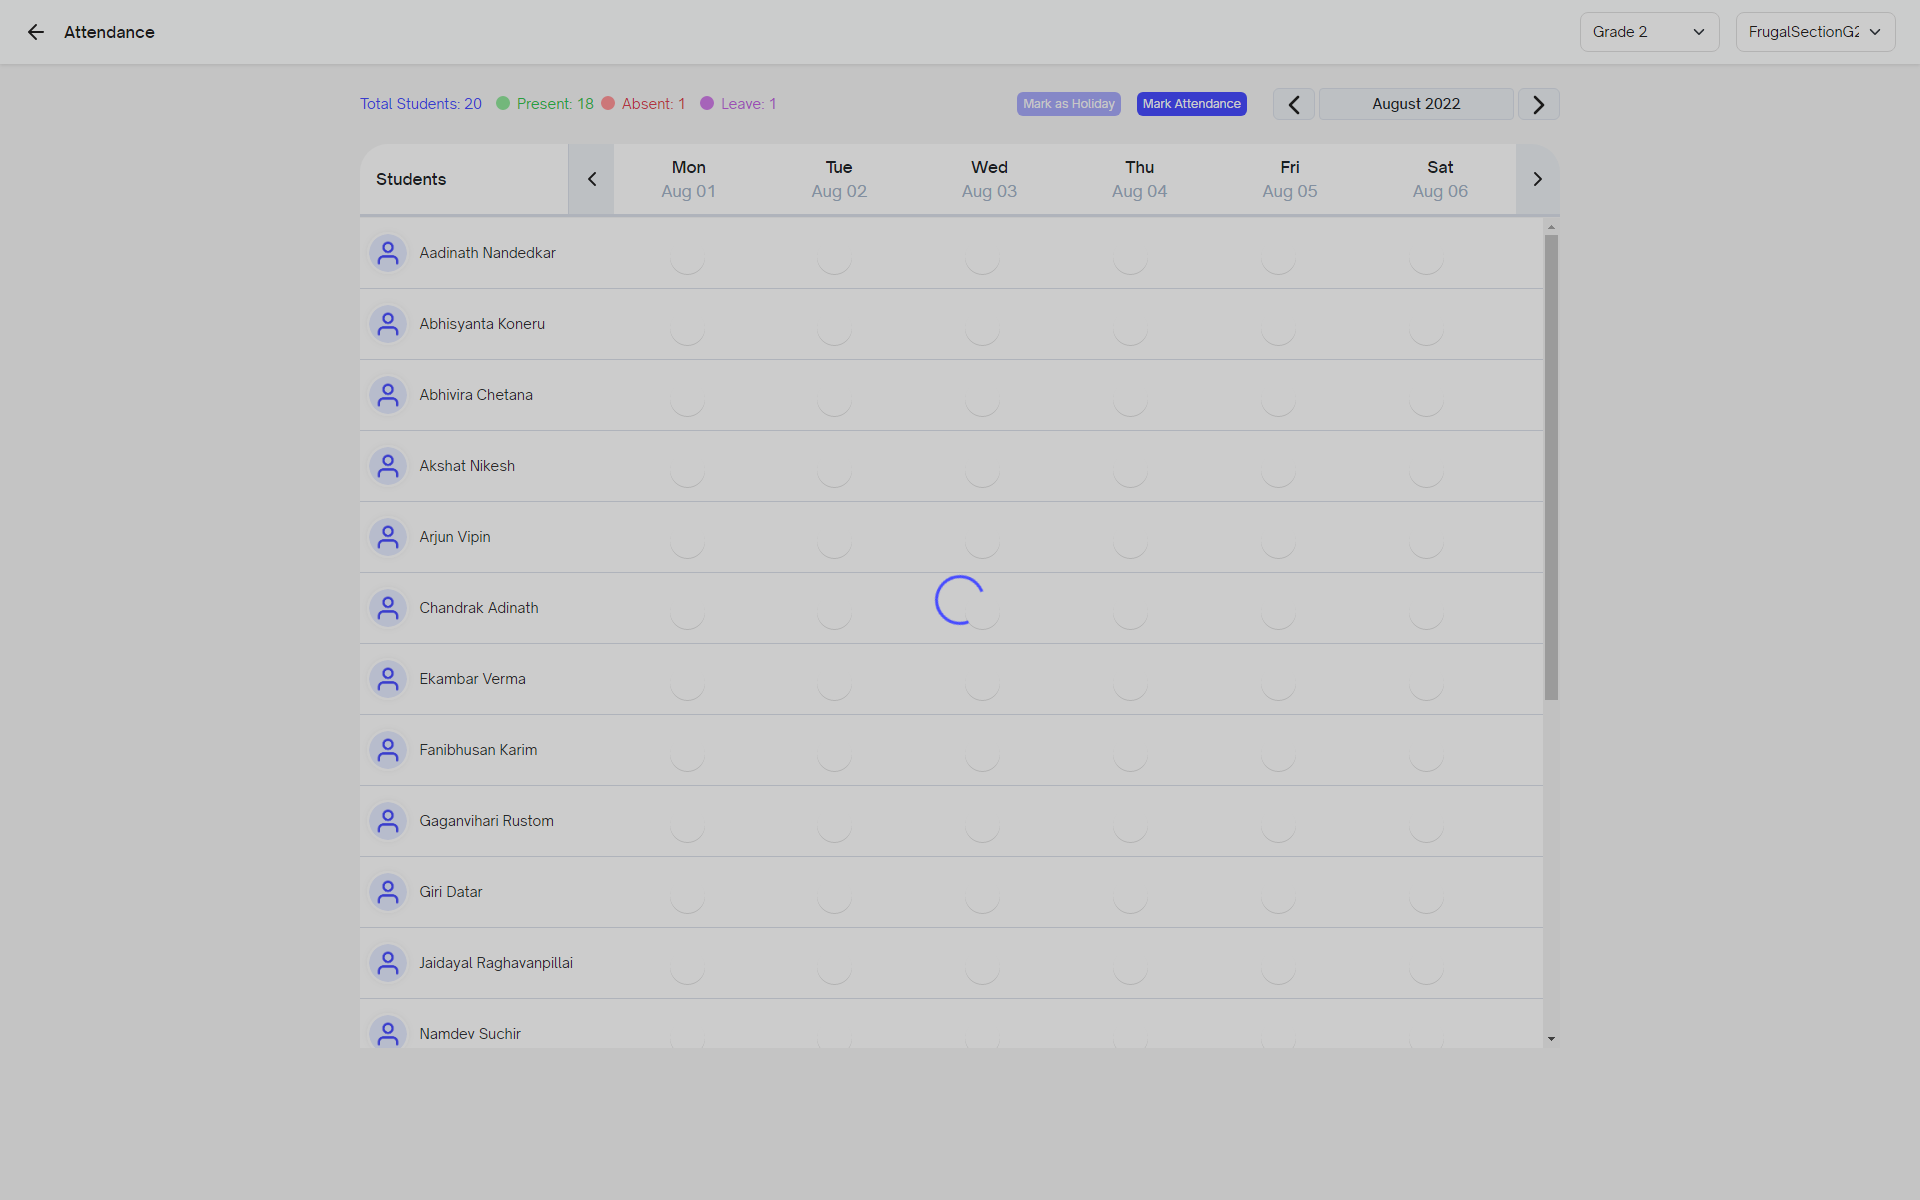 Attendance
Grade 2
FrugalSectionG2
Total Students: 20 Present: 18 Absent: 1 Leave: 1
Mark as Holiday
Mark Attendance
August 2022
Students
Mon Tue Wed Thu Fri Sat
Aug 01 Aug 02 Aug 03 Aug 04 Aug 05 Aug 06
Aadinath Nandedkar
Abhisyanta Koneru
Abhivira Chetana
Akshat Nikesh
Arjun Vipin
Chandrak Adinath
Ekambar Verma
Fanibhusan Karim
Gaganvihari Rustom
Giri Datar
Jaidayal Raghavanpillai
Namdev Suchir